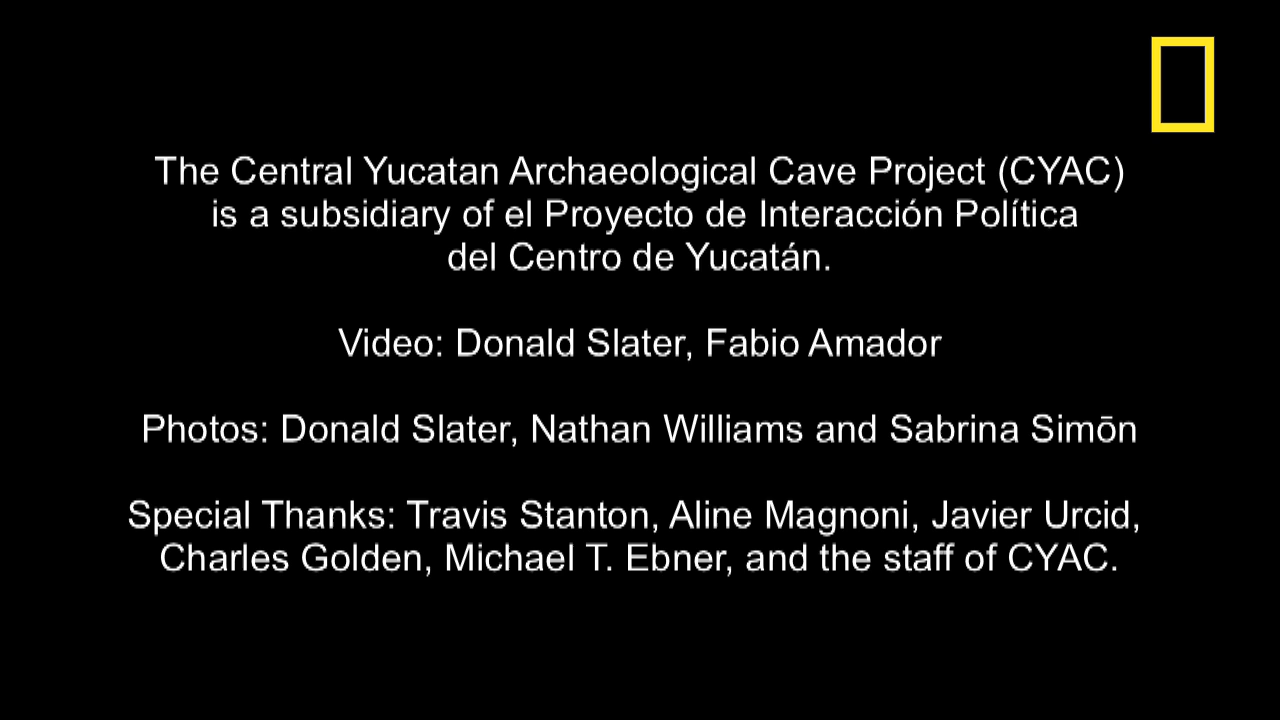 The Central Yucatan Archaeological Cave Project (CYAC)
is a subsidiary of el Proyecto de Interacción Política
del Centro de Yucatán.
Video: Donald Slater, Fabio Amador
Photos: Donald Slater, Nathan Williams and Sabrina Simōn
Special Thanks: Travis Stanton, Aline Magnoni, Javier Urcid,
Charles Golden, Michael T. Ebner, and the staff of CYAC.